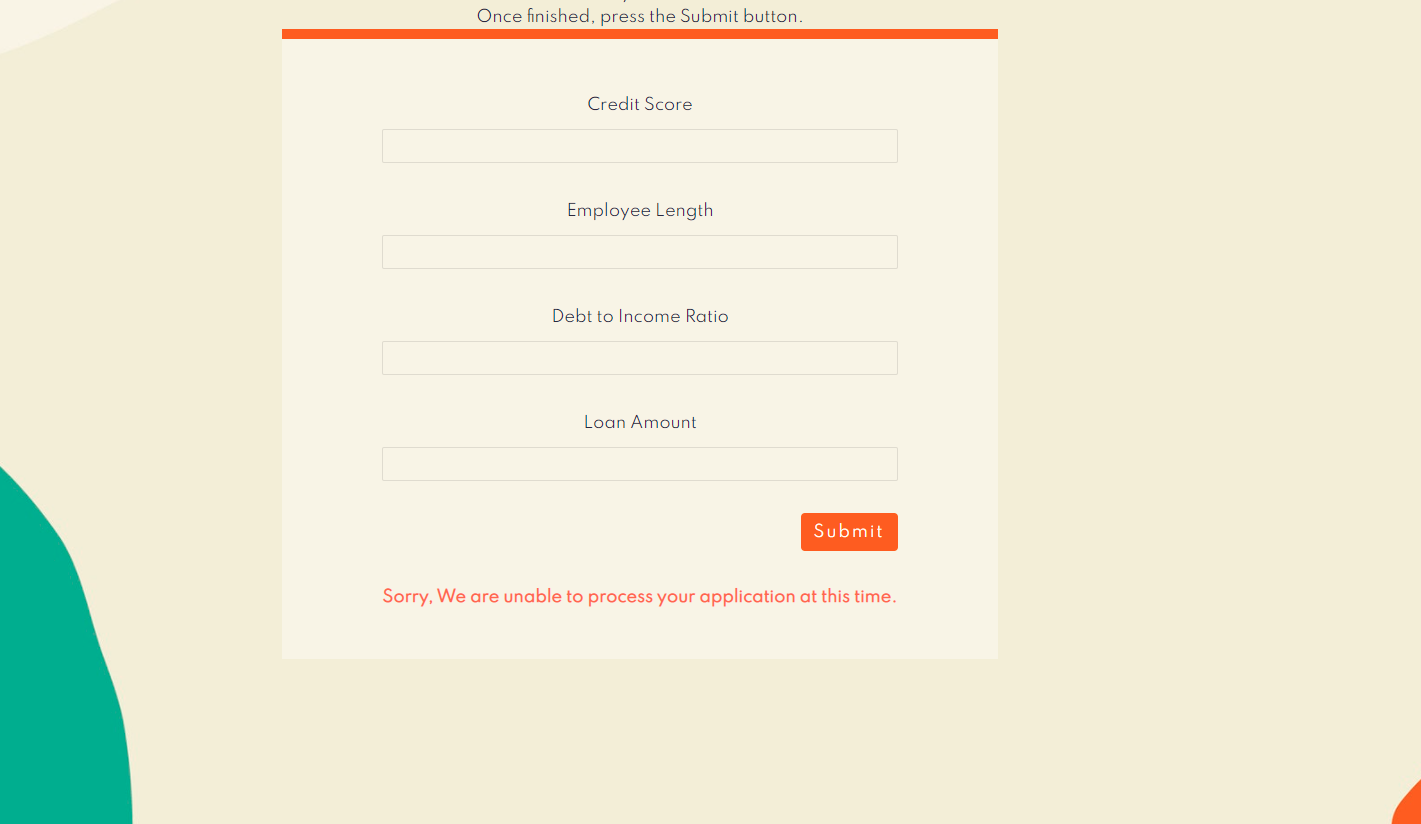 Once finished, press the Submit button.
Credit Score
Employee Length
Debt to Income Ratio
Loan Amount
Submit
Sorry, We are unable to process your application at this time.